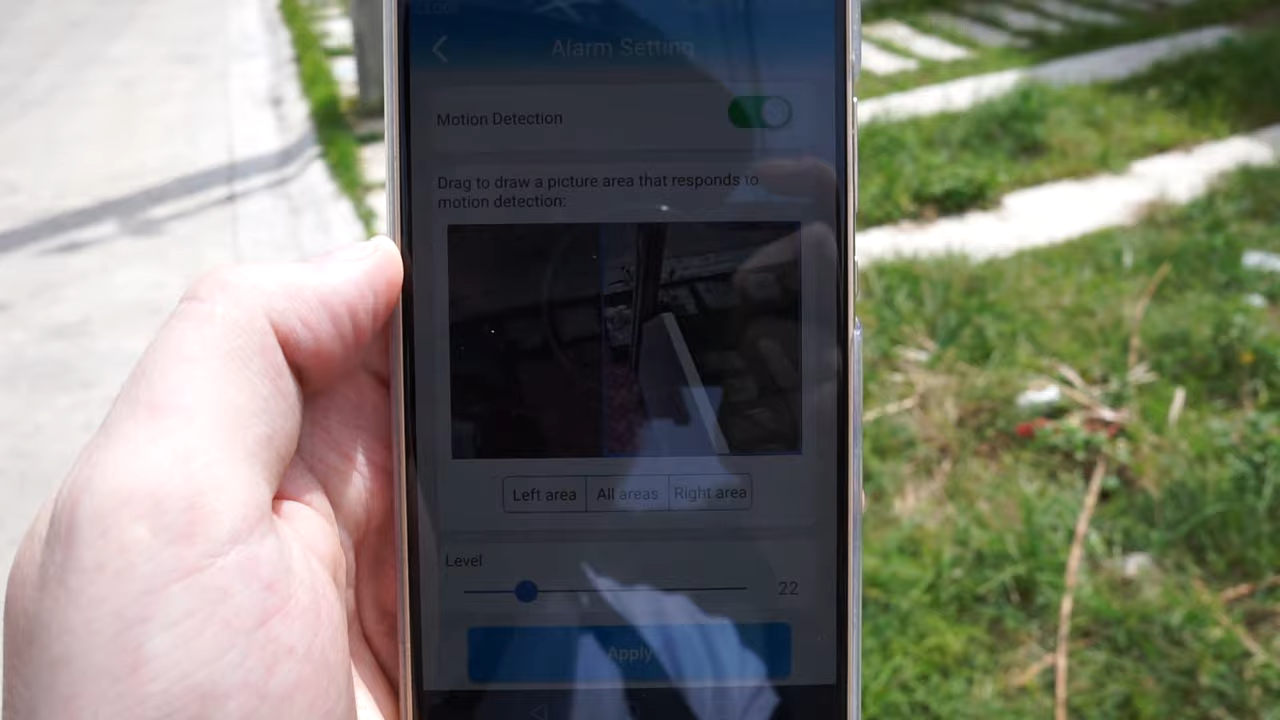 Alarm Setting
Motion Detection
Drag to draw a picture area that responds to
motion detection:
Left area
All areas
Right area
Level
22
Apply